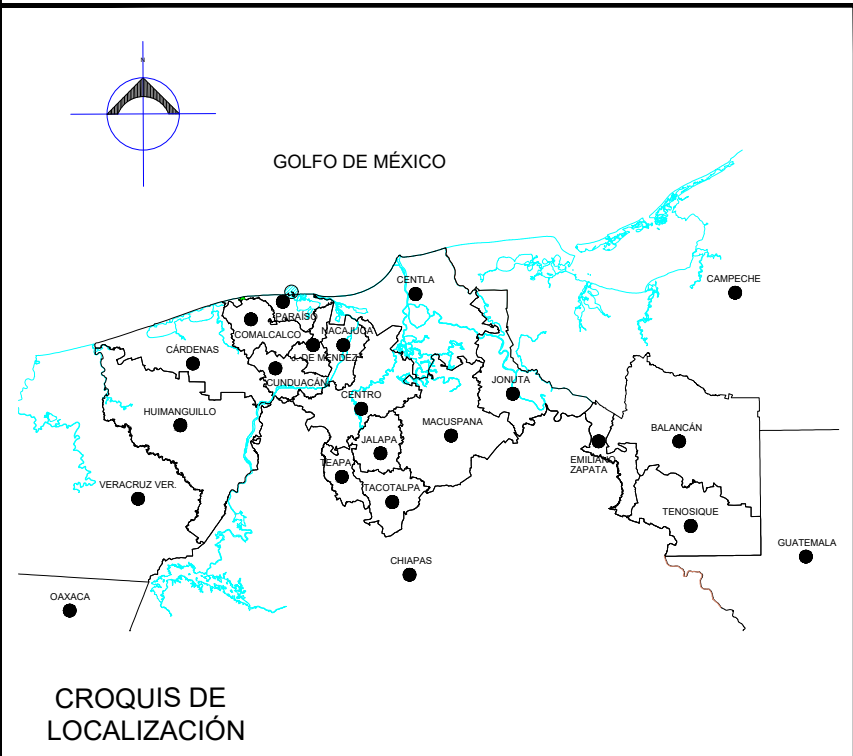 N
GOLFO DE MÉXICO
CENTLA
CAMPECHE
PARAISO
COMALCALCO
NACAJUCA
CÁRDENAS
J. DE MENDEZ
CUNDUACÁN
JONUTA
CENTRO
HUIMANGUILLO
MACUSPANA
BALANCÁN
JALAPA
TEAPA
EMILIANO
ZAPATA
VERACRUZ VER.
TACOTALPA
TENOSIQUE
GUATEMALA
CHIAPAS
OAXACA
CROQUIS DE
LOCALIZACIÓN